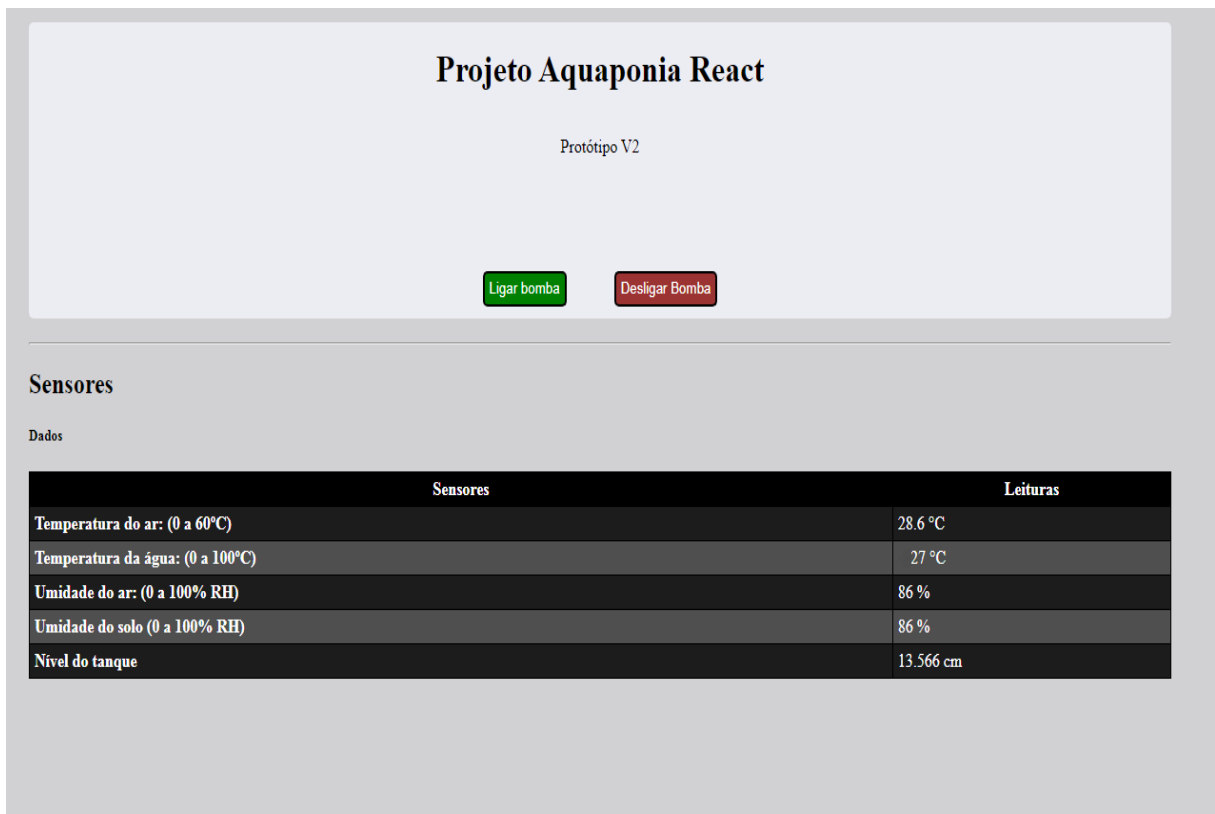 Projeto Aquaponia React
Protótipo V2
Ligar bomba Desligar Bomba
Sensores
Dados
Sensores Leituras
Temperatura do ar: (0 a 60ºC) 28.6 °C
Temperatura da água: (0 a 100ºC) 27 °C
Umidade do ar: (0 a 100% RH) 86 %
Umidade do solo (0 a 100% RH) 86 %
Nível do tanque 13.566 cm